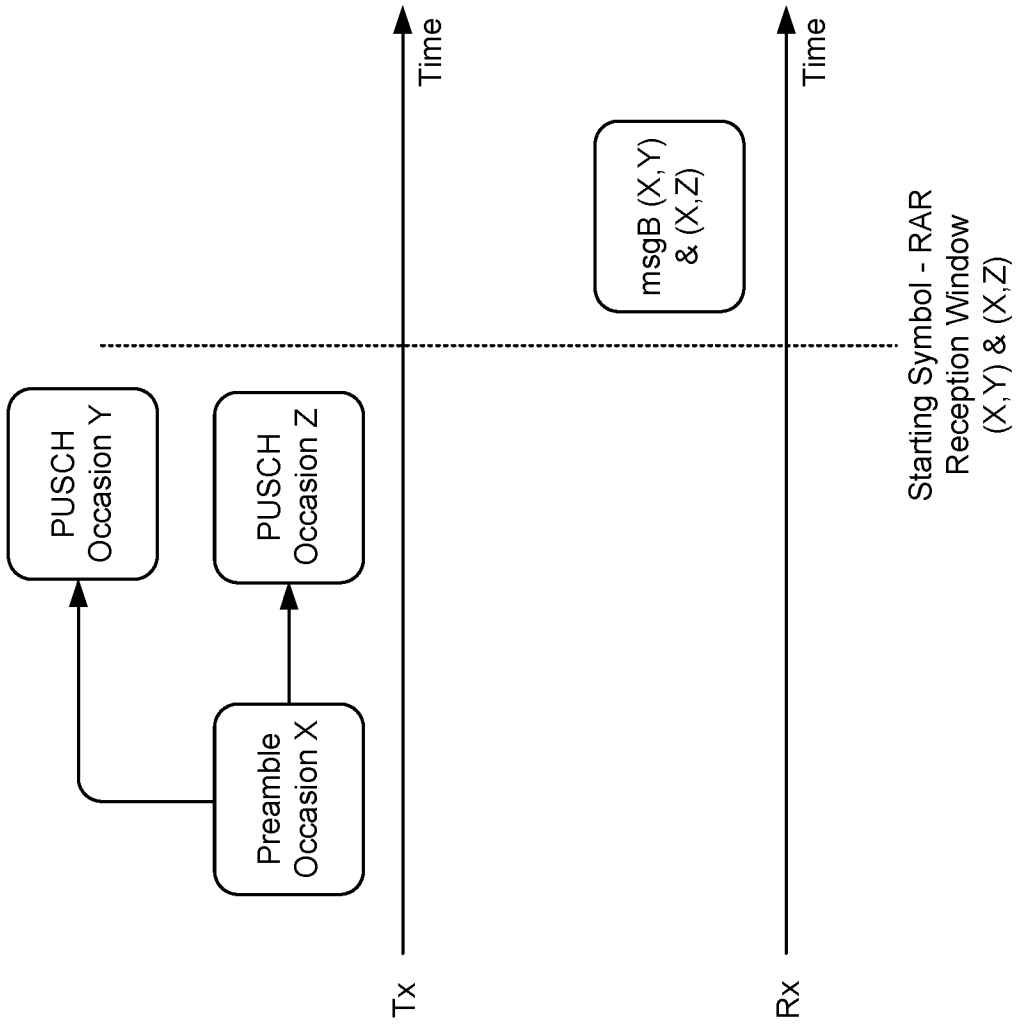 PUSCH
Occasion Y
Preamble
Occasion X
PUSCH
Occasion Z
Tx
Time
msgB (X,Y)
& (X,Z)
Rx
Time
Starting Symbol - RAR
Reception Window
(X,Y) & (X,Z)